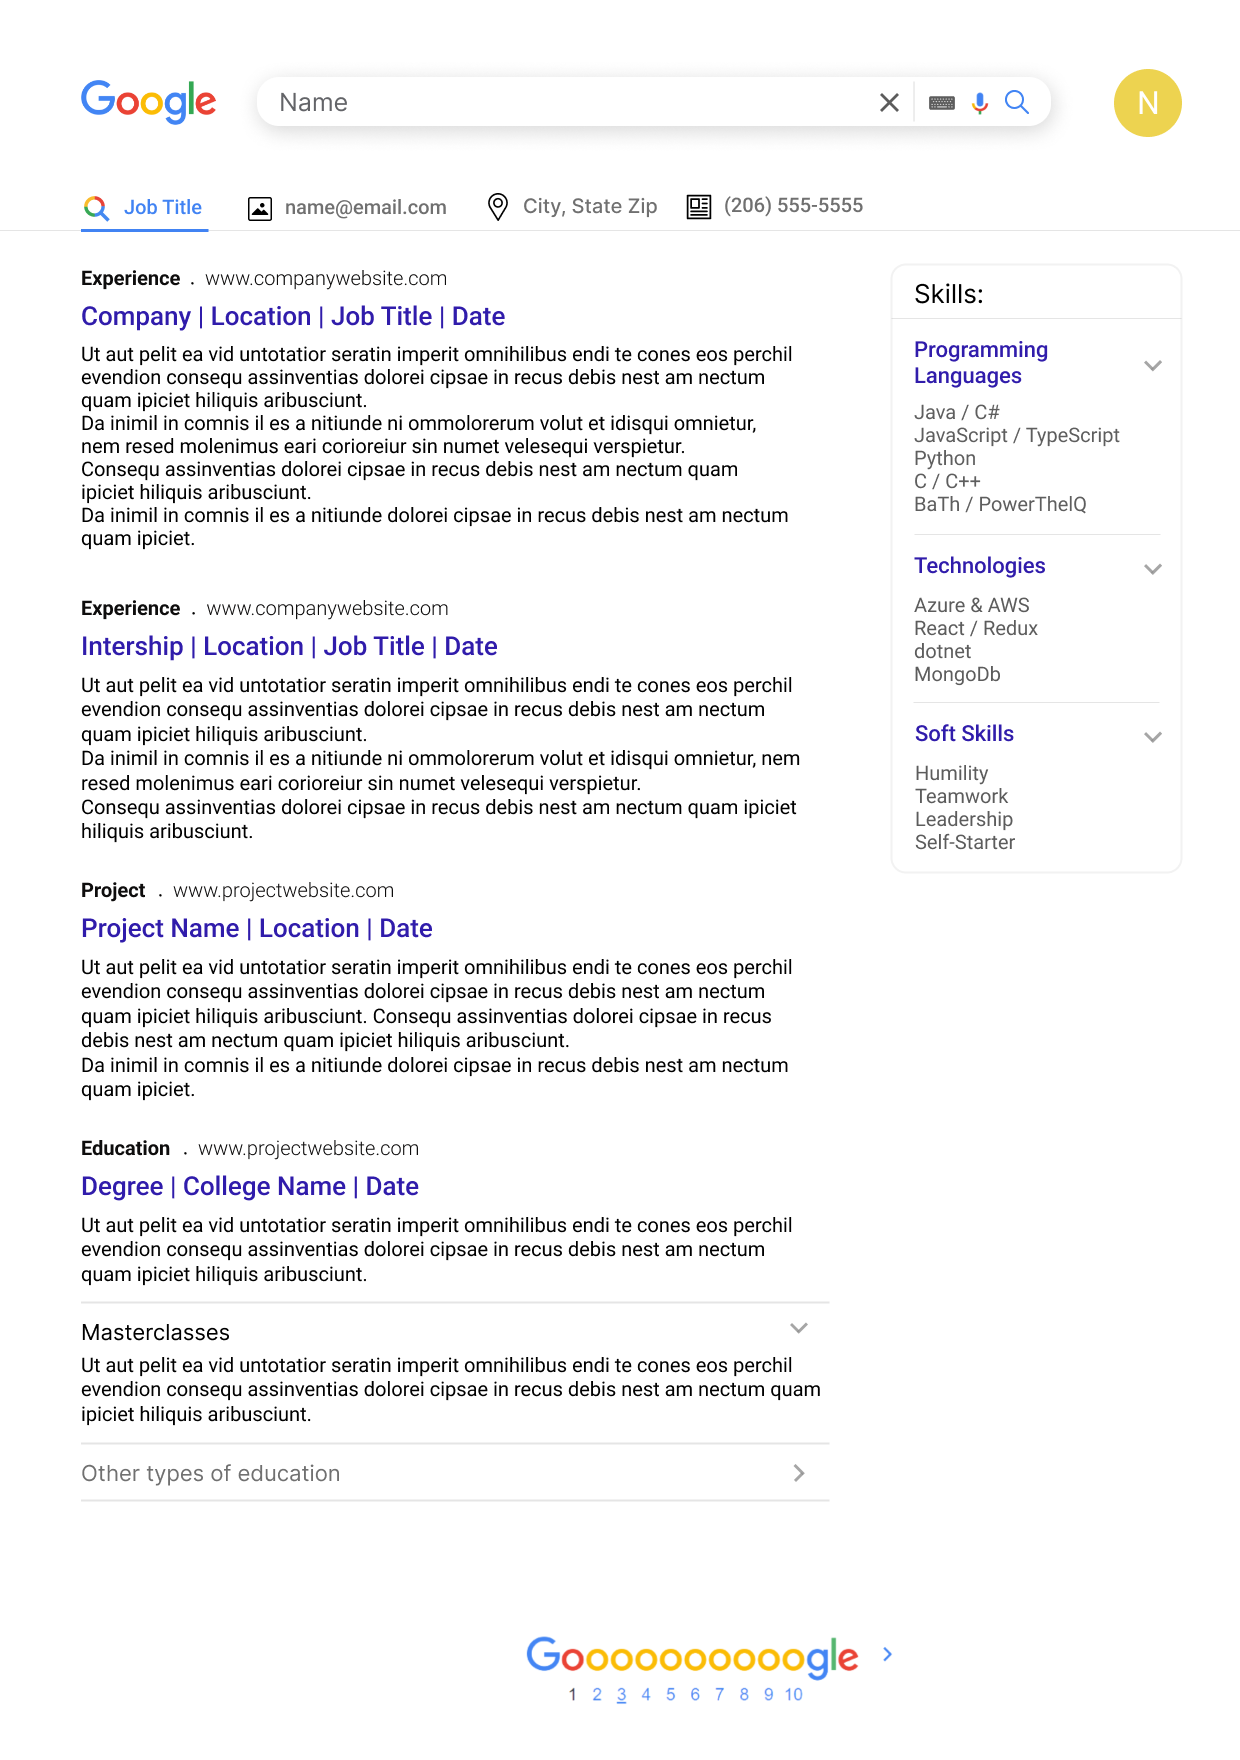 Google
Name
N
Job Title
name@email.com
City, State Zip
(206) 555-5555
Experience . www.companywebsite.com
Company | Location | Job Title | Date
Ut aut pelit ea vid untotatior seratin imperit omnihilibus endi te cones eos perchil
evendion consequ assinventias dolorei cipsae in recus debis nest am nectum
quam ipiciet hiliquis aribusciunt.
Da inimil in comnis il es a nitiunde ni ommolorerum volut et idisqui omnietur,
nem resed molenimus eari corioreiur sin numet velesequi verspietur.
Consequ assinventias dolorei cipsae in recus debis nest am nectum quam
ipiciet hiliquis aribusciunt.
Da inimil in comnis il es a nitiunde dolorei cipsae in recus debis nest am nectum
quam ipiciet.
Experience . www.companywebsite.com
Intership | Location | Job Title | Date
Ut aut pelit ea vid untotatior seratin imperit omnihilibus endi te cones eos perchil
evendion consequ assinventias dolorei cipsae in recus debis nest am nectum
quam ipiciet hiliquis aribusciunt.
Da inimil in comnis il es a nitiunde ni ommolorerum volut et idisqui omnietur, nem
resed molenimus eari corioreiur sin numet velesequi verspietur.
Consequ assinventias dolorei cipsae in recus debis nest am nectum quam ipiciet
hiliquis aribusciunt.
Project . www.projectwebsite.com
Project Name | Location | Date
Ut aut pelit ea vid untotatior seratin imperit omnihilibus endi te cones eos perchil
evendion consequ assinventias dolorei cipsae in recus debis nest am nectum
quam ipiciet hiliquis aribusciunt. Consequ assinventias dolorei cipsae in recus
debis nest am nectum quam ipiciet hiliquis aribusciunt.
Da inimil in comnis il es a nitiunde dolorei cipsae in recus debis nest am nectum
quam ipiciet.
Education . www.projectwebsite.com
Degree | College Name | Date
Ut aut pelit ea vid untotatior seratin imperit omnihilibus endi te cones eos perchil
evendion consequ assinventias dolorei cipsae in recus debis nest am nectum
quam ipiciet hiliquis aribusciunt.
Masterclasses
Ut aut pelit ea vid untotatior seratin imperit omnihilibus endi te cones eos perchil
evendion consequ assinventias dolorei cipsae in recus debis nest am nectum quam
ipiciet hiliquis aribusciunt.
Other types of education
Skills:
Programming
Languages
Java / C#
JavaScript / TypeScript
Python
C / C++
BaTh / PowerThelQ
Technologies
Azure & AWS
React / Redux
dotnet
MongoDb
Soft Skills
Humility
Teamwork
Leadership
Self-Starter
Goooooooooogle
1 2 3 4 5 6 7 8 9 10